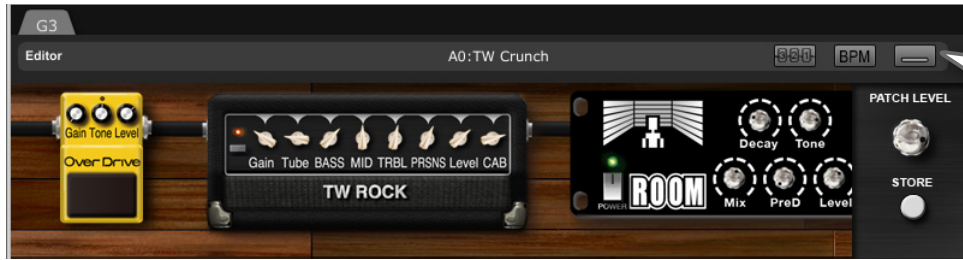 G3
Editor
A0:TW Crunch
BPM
PATCH LEVEL
Gain Tone Level
Over Drive
Gain Tube BASS MID TRBL PRSNS Level CAB
TW ROCK
Decay Tone
POWER
ROOM
Mix PreD Level
STORE